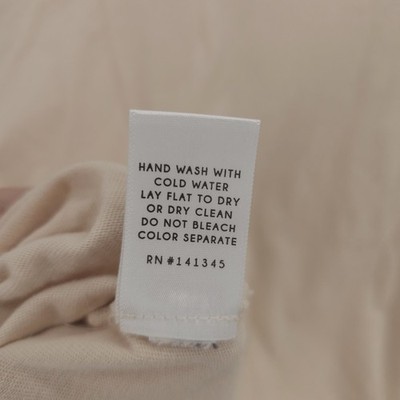 HAND WASH WITH
COLD WATER
LAY FLAT TO DRY
OR DRY CLEAN
DO NOT BLEACH
COLOR SEPARATE
RN #141345